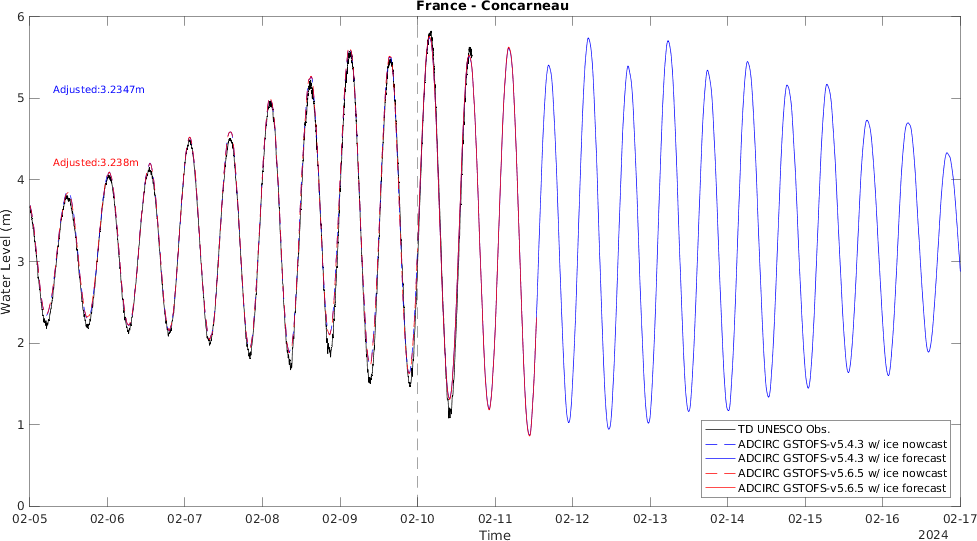 France - Concarneau
Water Level (m)
6
5
4
3
2
1
0
Adjusted:3.2347m
Adjusted:3.238m
TD UNESCO Obs.
ADCIRC GSTOFS-v5.4.3 w/ ice nowcast
ADCIRC GSTOFS-v5.4.3 w/ ice forecast
ADCIRC GSTOFS-v5.6.5 w/ ice nowcast
ADCIRC GSTOFS-v5.6.5 w/ ice forecast
02-05 02-06 02-07 02-08 02-09 02-10 02-11 02-12 02-13 02-14 02-15 02-16 02-17
Time
2024